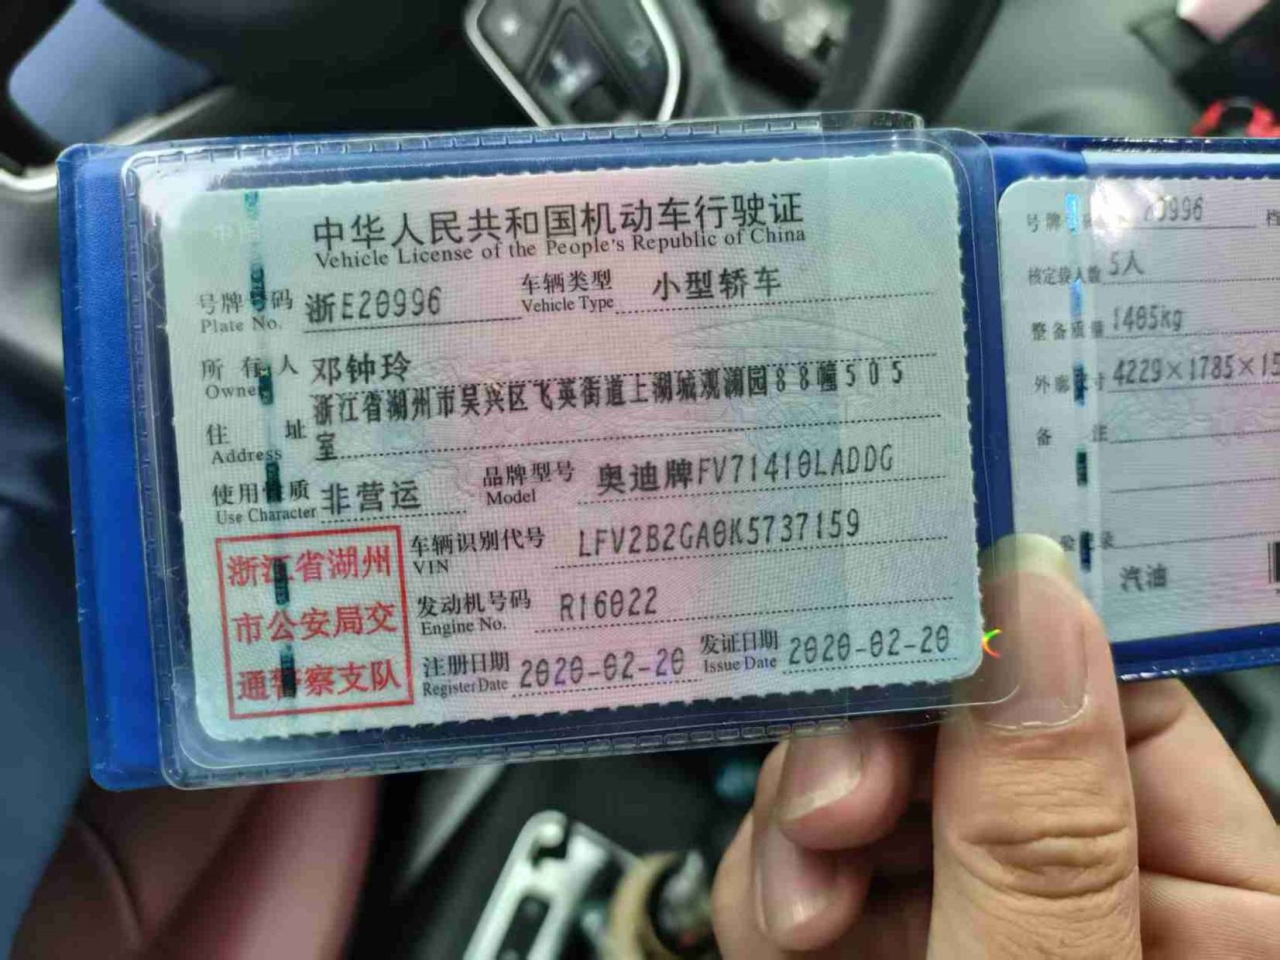 中华人民共和国机动车行驶证
Vehicle License of the People's Republic of China
号牌 码 浙E20996 车辆类型 小型轿车
Plate No. Vehicle Type
所有人 邓钟玲
Owner
浙江省湖州市吴兴区飞英街道上湖城观澜园88幢505
住址 室
Address
使用性质 非营运 品牌型号 奥迪牌FV71410LADDG
Use Character Model
浙江省湖州
市公安局交
通警察支队
车辆识别代号 LFV2B2GA0K5737159
VIN
发动机号码 R16022
Engine No.
注册日期 2020-02-20 发证日期 2020-02-20
Register Date Issue Date
号牌 0996
核定载人数 5人
整备质量 1405kg
外廓 寸 4229×1785×15
备 注
汽油